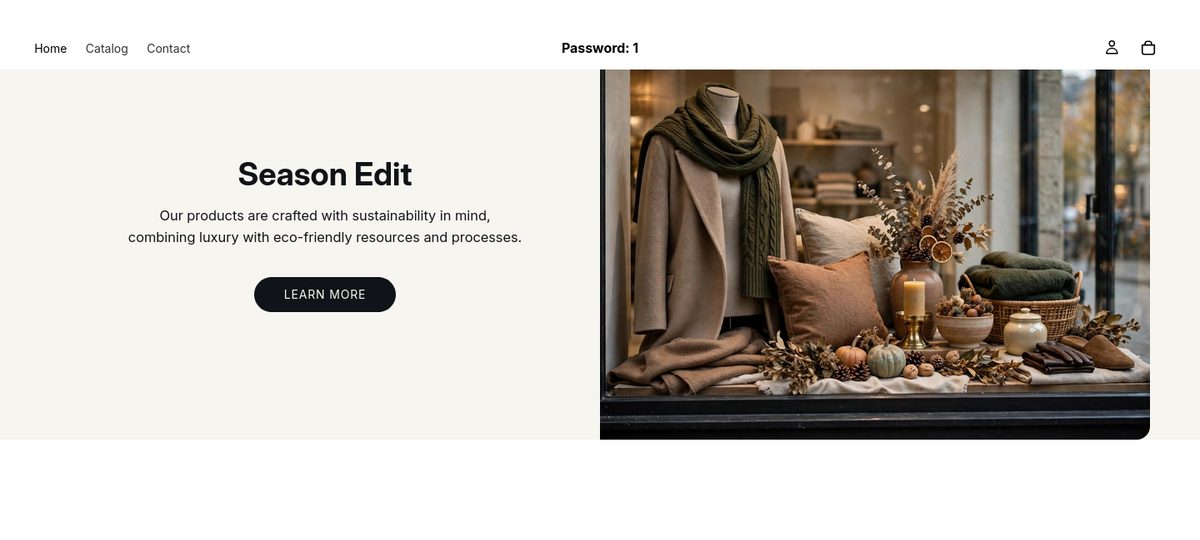 Home Catalog Contact Password: 1
Season Edit
Our products are crafted with sustainability in mind,
combining luxury with eco-friendly resources and processes.
LEARN MORE